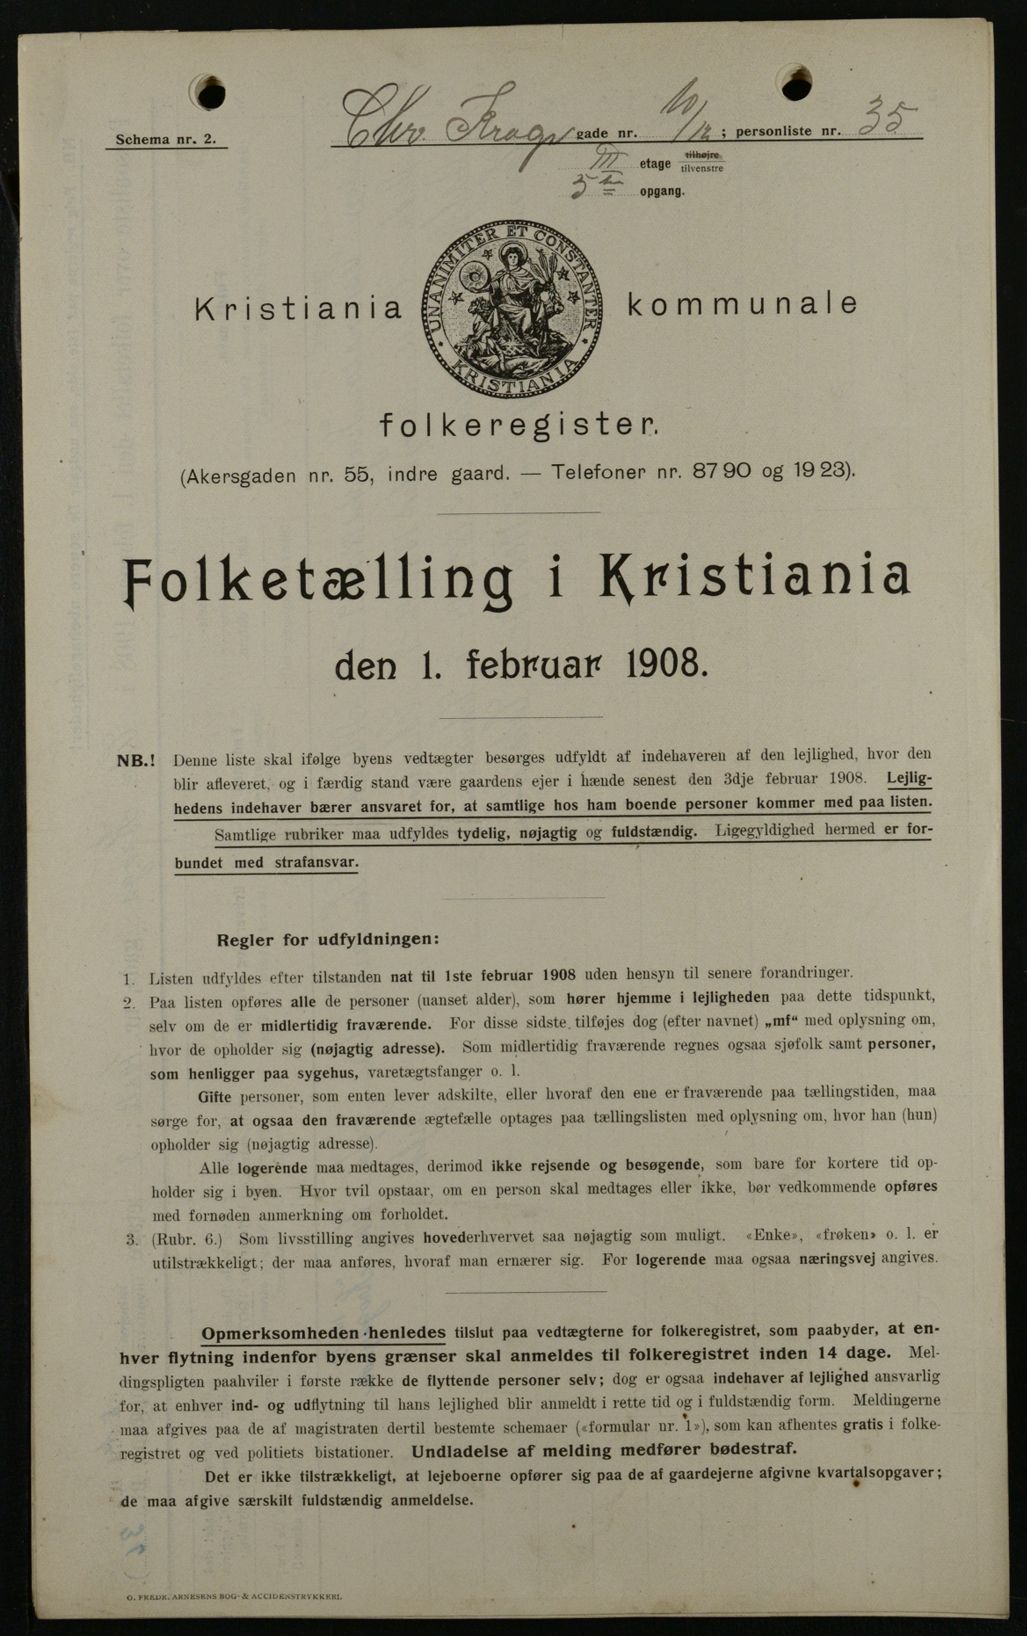 Schema nr. 2.
Chr. Krogs gade nr. 10/12; personliste nr. 35
III etage tilhøjre tilvenstre
5 te opgang.
UNANIMITER ET CONSTANTER
KRISTIANIA
Kristiania kommunale
folkeregister.
(Akersgaden nr. 55, indre gaard. — Telefoner nr. 87 90 og 19 23).
Folketælling i Kristiania
den 1. februar 1908.
NB.! Denne liste skal ifølge byens vedtægter besørges udfyldt af indehaveren af den lejlighed, hvor den
blir afleveret, og i færdig stand være gaardens ejer i hænde senest den 3dje februar 1908. Lejlig-
hedens indehaver bærer ansvaret for, at samtlige hos ham boende personer kommer med paa listen.
Samtlige rubriker maa udfyldes tydelig, nøjagtig og fuldstændig. Ligegyldighed hermed er for-
bundet med strafansvar.
Regler for udfyldningen:
1. Listen udfyldes efter tilstanden nat til 1ste februar 1908 uden hensyn til senere forandringer.
2. Paa listen opføres alle de personer (uanset alder), som hører hjemme i lejligheden paa dette tidspunkt,
selv om de er midlertidig fraværende. For disse sidste tilføjes dog (efter navnet) „mf“ med oplysning om,
hvor de opholder sig (nøjagtig adresse). Som midlertidig fraværende regnes ogsaa sjøfolk samt personer,
som henligger paa sygehus, varetægtsfanger o. l.
Gifte personer, som enten lever adskilte, eller hvoraf den ene er fraværende paa tællingstiden, maa
sørge for, at ogsaa den fraværende ægtefælle optages paa tællingslisten med oplysning om, hvor han (hun)
opholder sig (nøjagtig adresse).
Alle logerende maa medtages, derimod ikke rejsende og besøgende, som bare for kortere tid op-
holder sig i byen. Hvor tvil opstaar, om en person skal medtages eller ikke, bør vedkommende opføres
med fornøden anmerkning om forholdet.
3. (Rubr. 6.) Som livsstilling angives hovederhvervet saa nøjagtig som muligt. «Enke», «frøken» o. l. er
utilstrækkeligt; der maa anføres, hvoraf man ernærer sig. For logerende maa ogsaa næringsvej angives.
Opmerksomheden henledes tilslut paa vedtægterne for folkeregistret, som paabyder, at en-
hver flytning indenfor byens grænser skal anmeldes til folkeregistret inden 14 dage. Mel-
dingspligten paahviler i første række de flyttende personer selv; dog er ogsaa indehaver af lejlighed ansvarlig
for, at enhver ind- og udflytning til hans lejlighed blir anmeldt i rette tid og i fuldstændig form. Meldingerne
maa afgives paa de af magistraten dertil bestemte schemaer («formular nr. 1»), som kan afhentes gratis i folke-
registret og ved politiets bistationer. Undladelse af melding medfører bødestraf.
Det er ikke tilstrækkeligt, at lejeboerne opfører sig paa de af gaardejerne afgivne kvartalsopgaver;
de maa afgive særskilt fuldstændig anmeldelse.
O. FREDR. ARNESENS BOG- & ACCIDENSTRYKKERI.